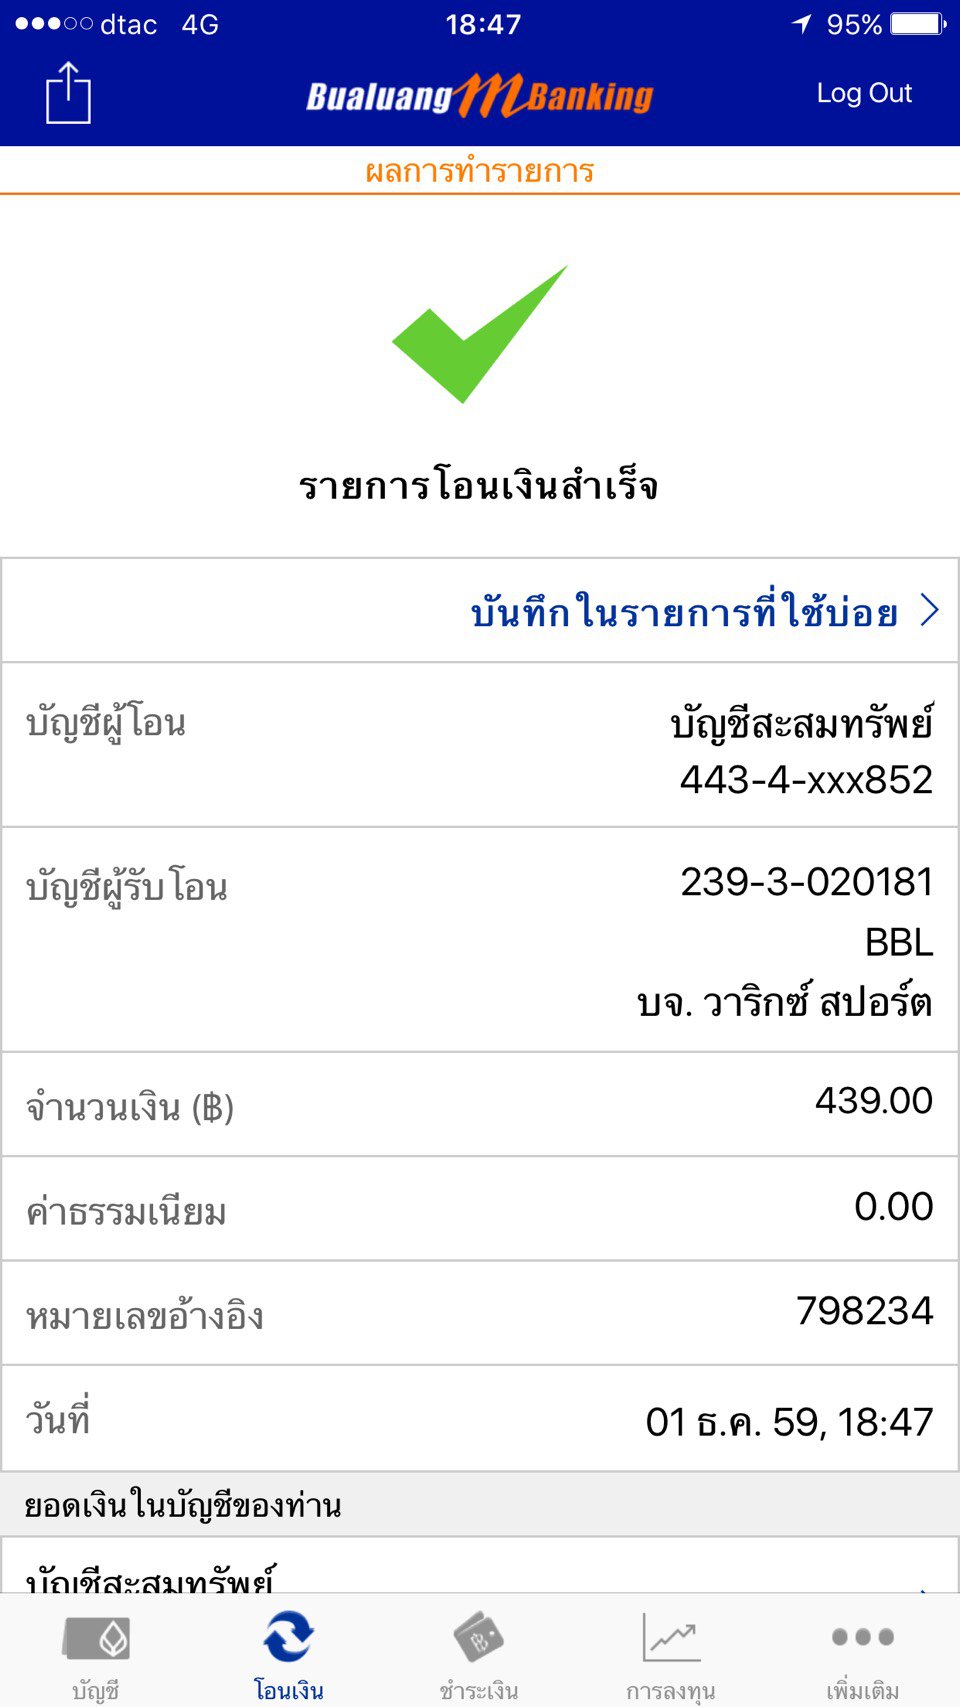 dtac 4G 18:47 95%
Bualuang mBanking Log Out
ผลการทำรายการ
รายการโอนเงินสำเร็จ
บันทึกในรายการที่ใช้บ่อย
บัญชีผู้โอน บัญชีสะสมทรัพย์
443-4-xxx852
บัญชีผู้รับโอน 239-3-020181
BBL
บจ. วาริกซ์ สปอร์ต
จำนวนเงิน (฿) 439.00
ค่าธรรมเนียม 0.00
หมายเลขอ้างอิง 798234
วันที่ 01 ธ.ค. 59, 18:47
ยอดเงินในบัญชีของท่าน
บัญชีสะสมทรัพย์
บัญชี โอนเงิน ชำระเงิน การลงทุน เพิ่มเติม